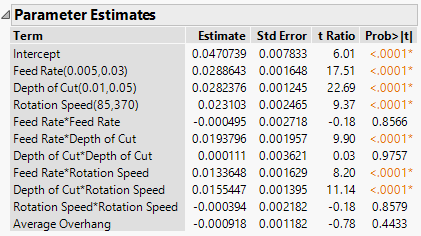 Parameter Estimates
Term Estimate Std Error t Ratio Prob>|t|
Intercept 0.0470739 0.007833 6.01 <.0001*
Feed Rate(0.005,0.03) 0.0288643 0.001648 17.51 <.0001*
Depth of Cut(0.01,0.05) 0.0282376 0.001245 22.69 <.0001*
Rotation Speed(85,370) 0.023103 0.002465 9.37 <.0001*
Feed Rate*Feed Rate -0.000495 0.002718 -0.18 0.8566
Feed Rate*Depth of Cut 0.0193796 0.001957 9.90 <.0001*
Depth of Cut*Depth of Cut 0.000111 0.003621 0.03 0.9757
Feed Rate*Rotation Speed 0.0133648 0.001629 8.20 <.0001*
Depth of Cut*Rotation Speed 0.0155447 0.001395 11.14 <.0001*
Rotation Speed*Rotation Speed -0.000394 0.002182 -0.18 0.8579
Average Overhang -0.000918 0.001182 -0.78 0.4433